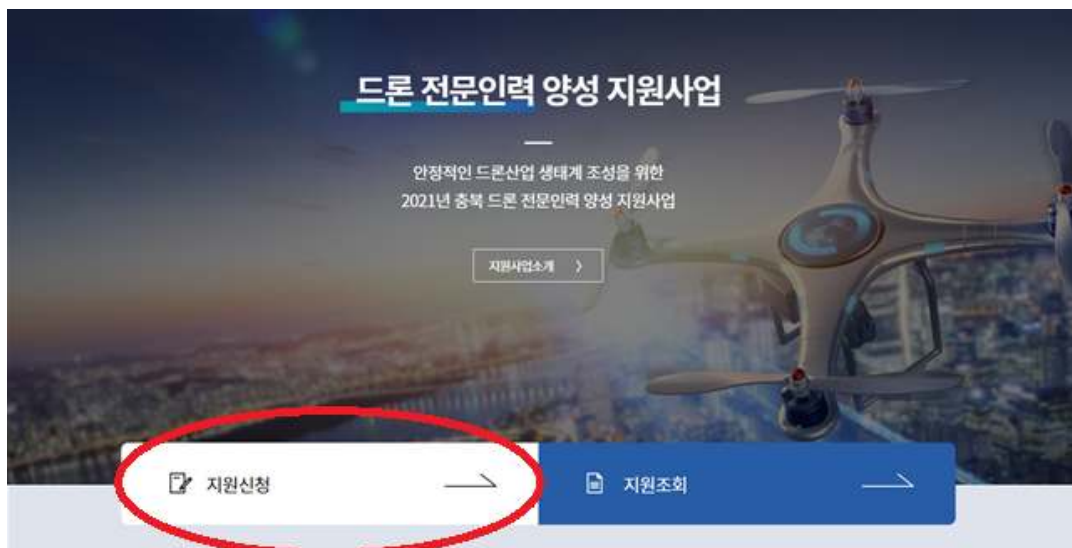 드론 전문인력 양성 지원사업
안정적인 드론산업 생태계 조성을 위한
2021년 충북 드론 전문인력 양성 지원사업
지원사업소개 〉
지원신청
지원조회